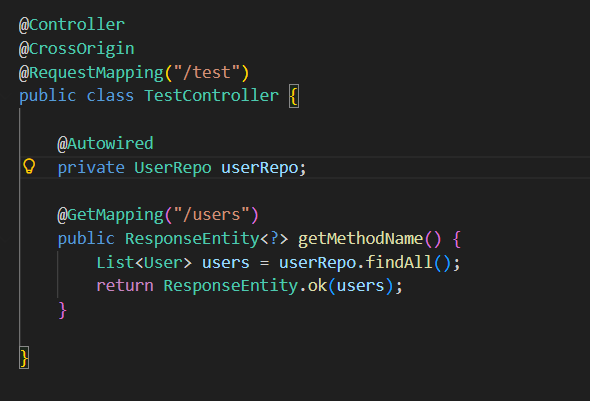 @Controller
@CrossOrigin
@RequestMapping("/test")
public class TestController {
@Autowired
private UserRepo userRepo;
@GetMapping("/users")
public ResponseEntity<?> getMethodName() {
List<User> users = userRepo.findAll();
return ResponseEntity.ok(users);
}
}